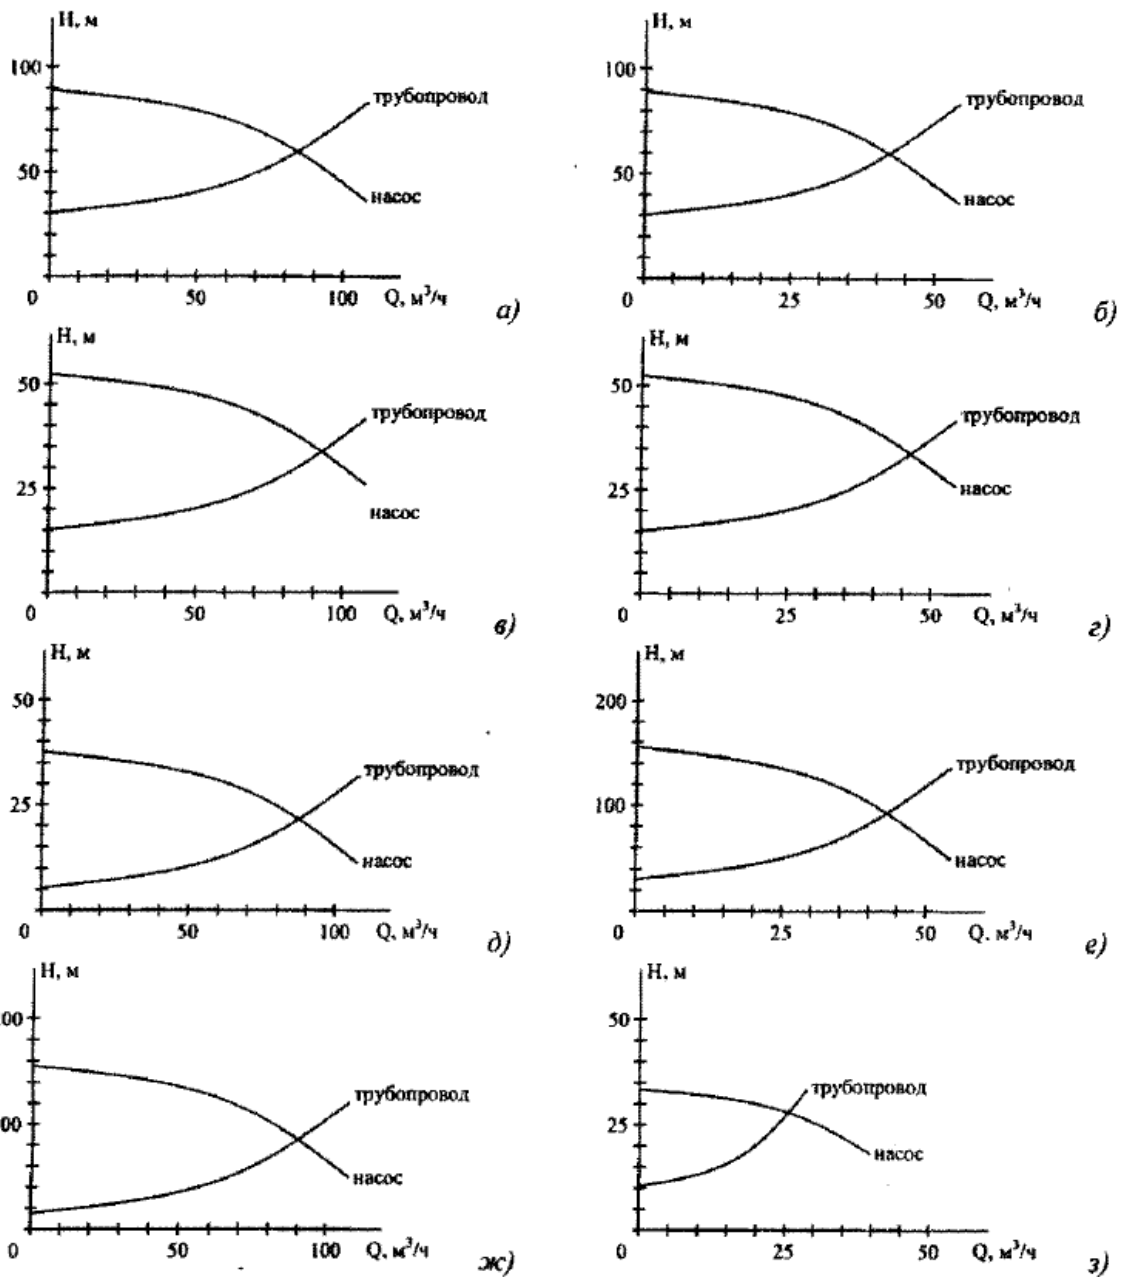 H, м
100
трубопровод
50
насос
0
50
100
Q, м³/ч
а)
H, м
100
трубопровод
50
насос
0
25
50
Q, м³/ч
б)
H, м
50
трубопровод
25
насос
0
50
100
Q, м³/ч
в)
H, м
50
трубопровод
25
насос
0
25
50
Q, м³/ч
г)
H, м
50
трубопровод
25
насос
0
50
100
Q, м³/ч
д)
H, м
200
трубопровод
100
насос
0
25
50
Q. м³/ч
е)
H, м
00
трубопровод
00
насос
0
50
100
Q, м³/ч
ж)
H, м
50
трубопровод
25
насос
0
25
50
Q, м³/ч
з)